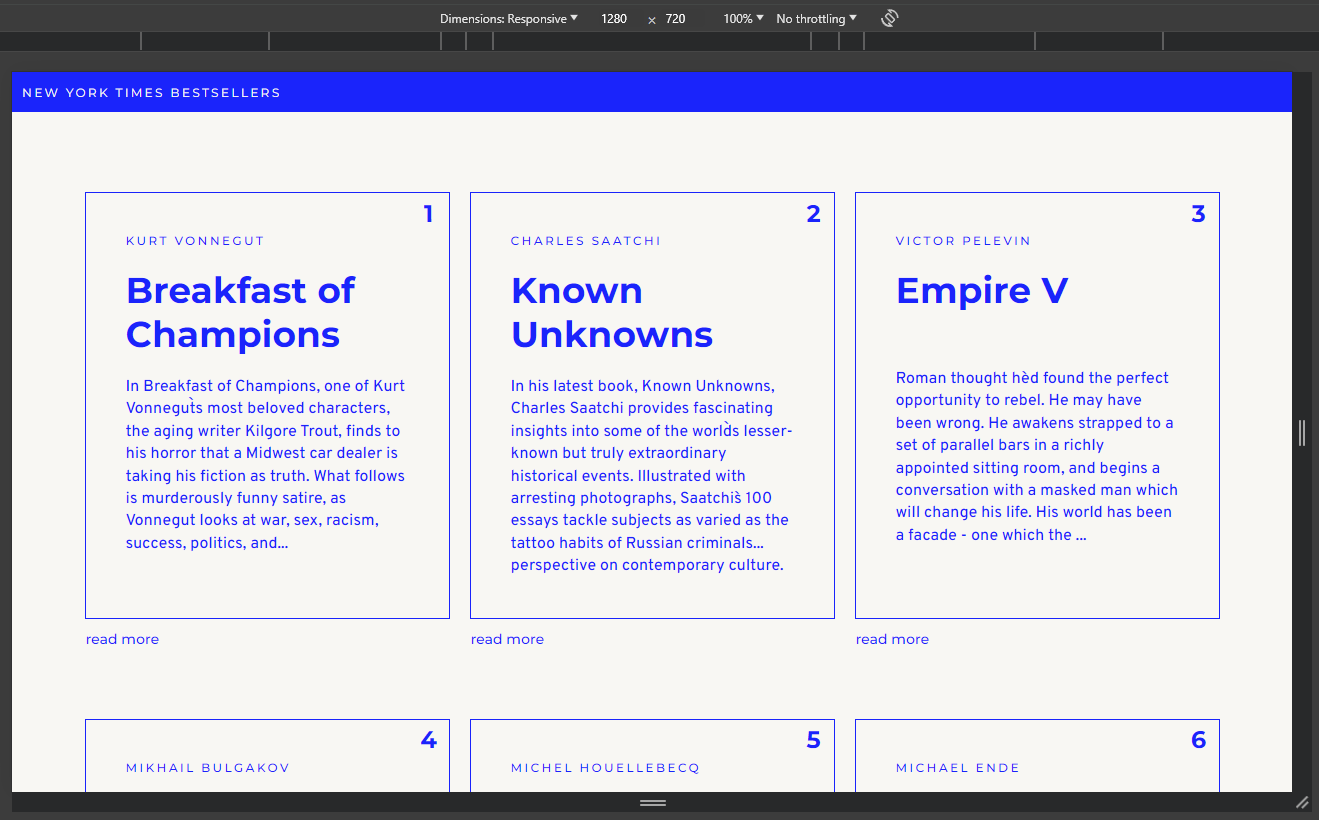 Dimensions: Responsive 1280 × 720 100% No throttling
NEW YORK TIMES BESTSELLERS
1
KURT VONNEGUT
Breakfast of
Champions
In Breakfast of Champions, one of Kurt
Vonnegut̀s most beloved characters,
the aging writer Kilgore Trout, finds to
his horror that a Midwest car dealer is
taking his fiction as truth. What follows
is murderously funny satire, as
Vonnegut looks at war, sex, racism,
success, politics, and...
read more
2
CHARLES SAATCHI
Known
Unknowns
In his latest book, Known Unknowns,
Charles Saatchi provides fascinating
insights into some of the world̀s lesser-
known but truly extraordinary
historical events. Illustrated with
arresting photographs, Saatchi̇̀s 100
essays tackle subjects as varied as the
tattoo habits of Russian criminals...
perspective on contemporary culture.
read more
3
VICTOR PELEVIN
Empire V
Roman thought hèd found the perfect
opportunity to rebel. He may have
been wrong. He awakens strapped to a
set of parallel bars in a richly
appointed sitting room, and begins a
conversation with a masked man which
will change his life. His world has been
a facade - one which the ...
read more
4
MIKHAIL BULGAKOV
5
MICHEL HOUELLEBECQ
6
MICHAEL ENDE